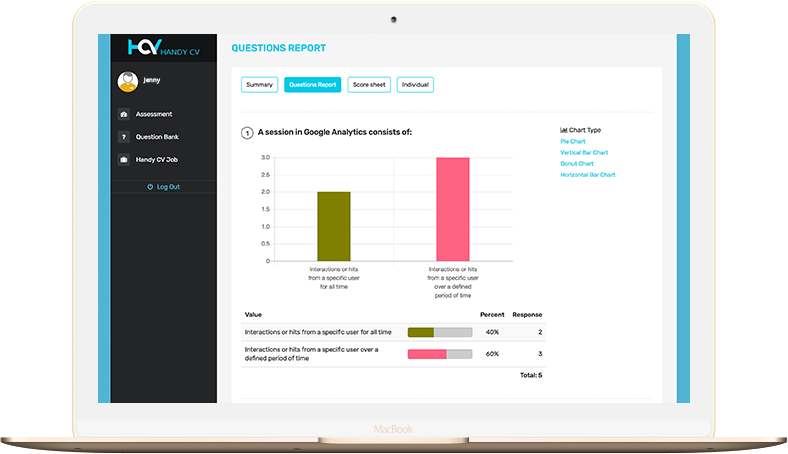 HCV HANDY CV
jenny
Assessment
? Question Bank
Handy CV Job
Log Out
QUESTIONS REPORT
Summary
Questions Report
Score sheet
Individual
1 A session in Google Analytics consists of:
Chart Type
Pie Chart
Vertical Bar Chart
Donut Chart
Horizontal Bar Chart
3.0
2.5
2.0
1.5
1.0
0.5
0
Interactions or hits
from a specific user
for all time
Interactions or hits
from a specific user
over a defined
period of time
Value Percent Response
Interactions or hits from a specific user for all time 40% 2
Interactions or hits from a specific user over a
defined period of time 60% 3
Total: 5
MacBook